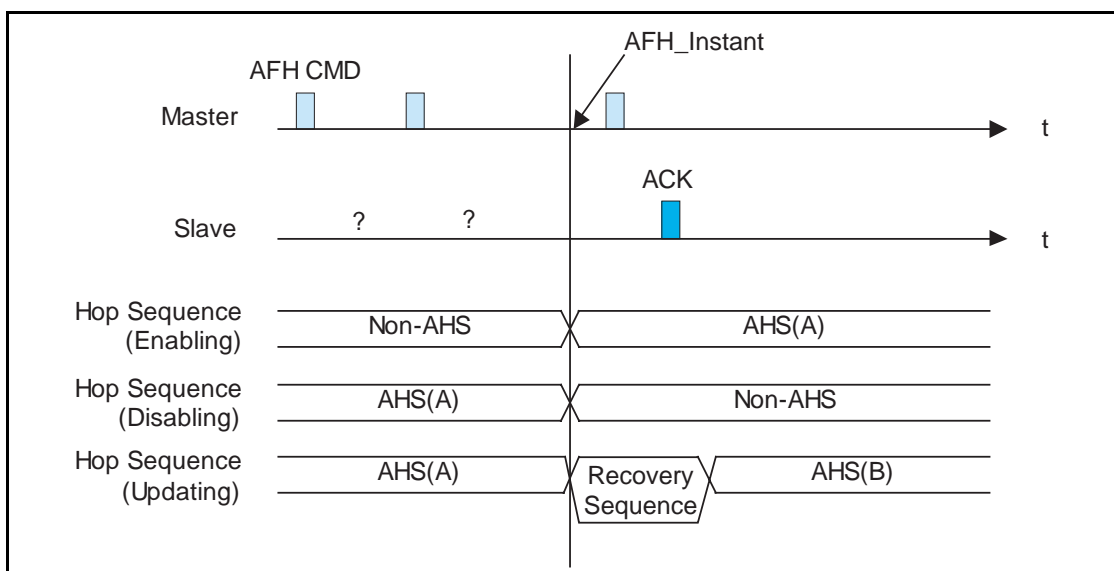 AFH_Instant
AFH CMD
Master
t
ACK
?
?
Slave
t
Hop Sequence
(Enabling)
Non-AHS
AHS(A)
Hop Sequence
(Disabling)
AHS(A)
Non-AHS
Hop Sequence
(Updating)
AHS(A)
Recovery
Sequence
AHS(B)